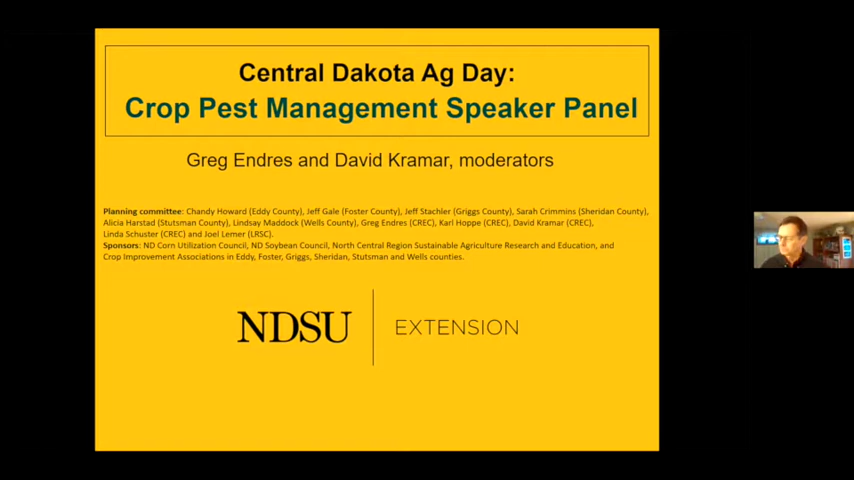 Central Dakota Ag Day:
Crop Pest Management Speaker Panel
Greg Endres and David Kramar, moderators
Planning committee: Chandy Howard (Eddy County), Jeff Gale (Foster County), Jeff Stachler (Griggs County), Sarah Crimmins (Sheridan County),
Alicia Harstad (Stutsman County), Lindsay Maddock (Wells County), Greg Endres (CREC), Karl Hoppe (CREC), David Kramar (CREC),
Linda Schuster (CREC) and Joel Lemer (LRSC).
Sponsors: ND Corn Utilization Council, ND Soybean Council, North Central Region Sustainable Agriculture Research and Education, and
Crop Improvement Associations in Eddy, Foster, Griggs, Sheridan, Stutsman and Wells counties.
NDSU EXTENSION